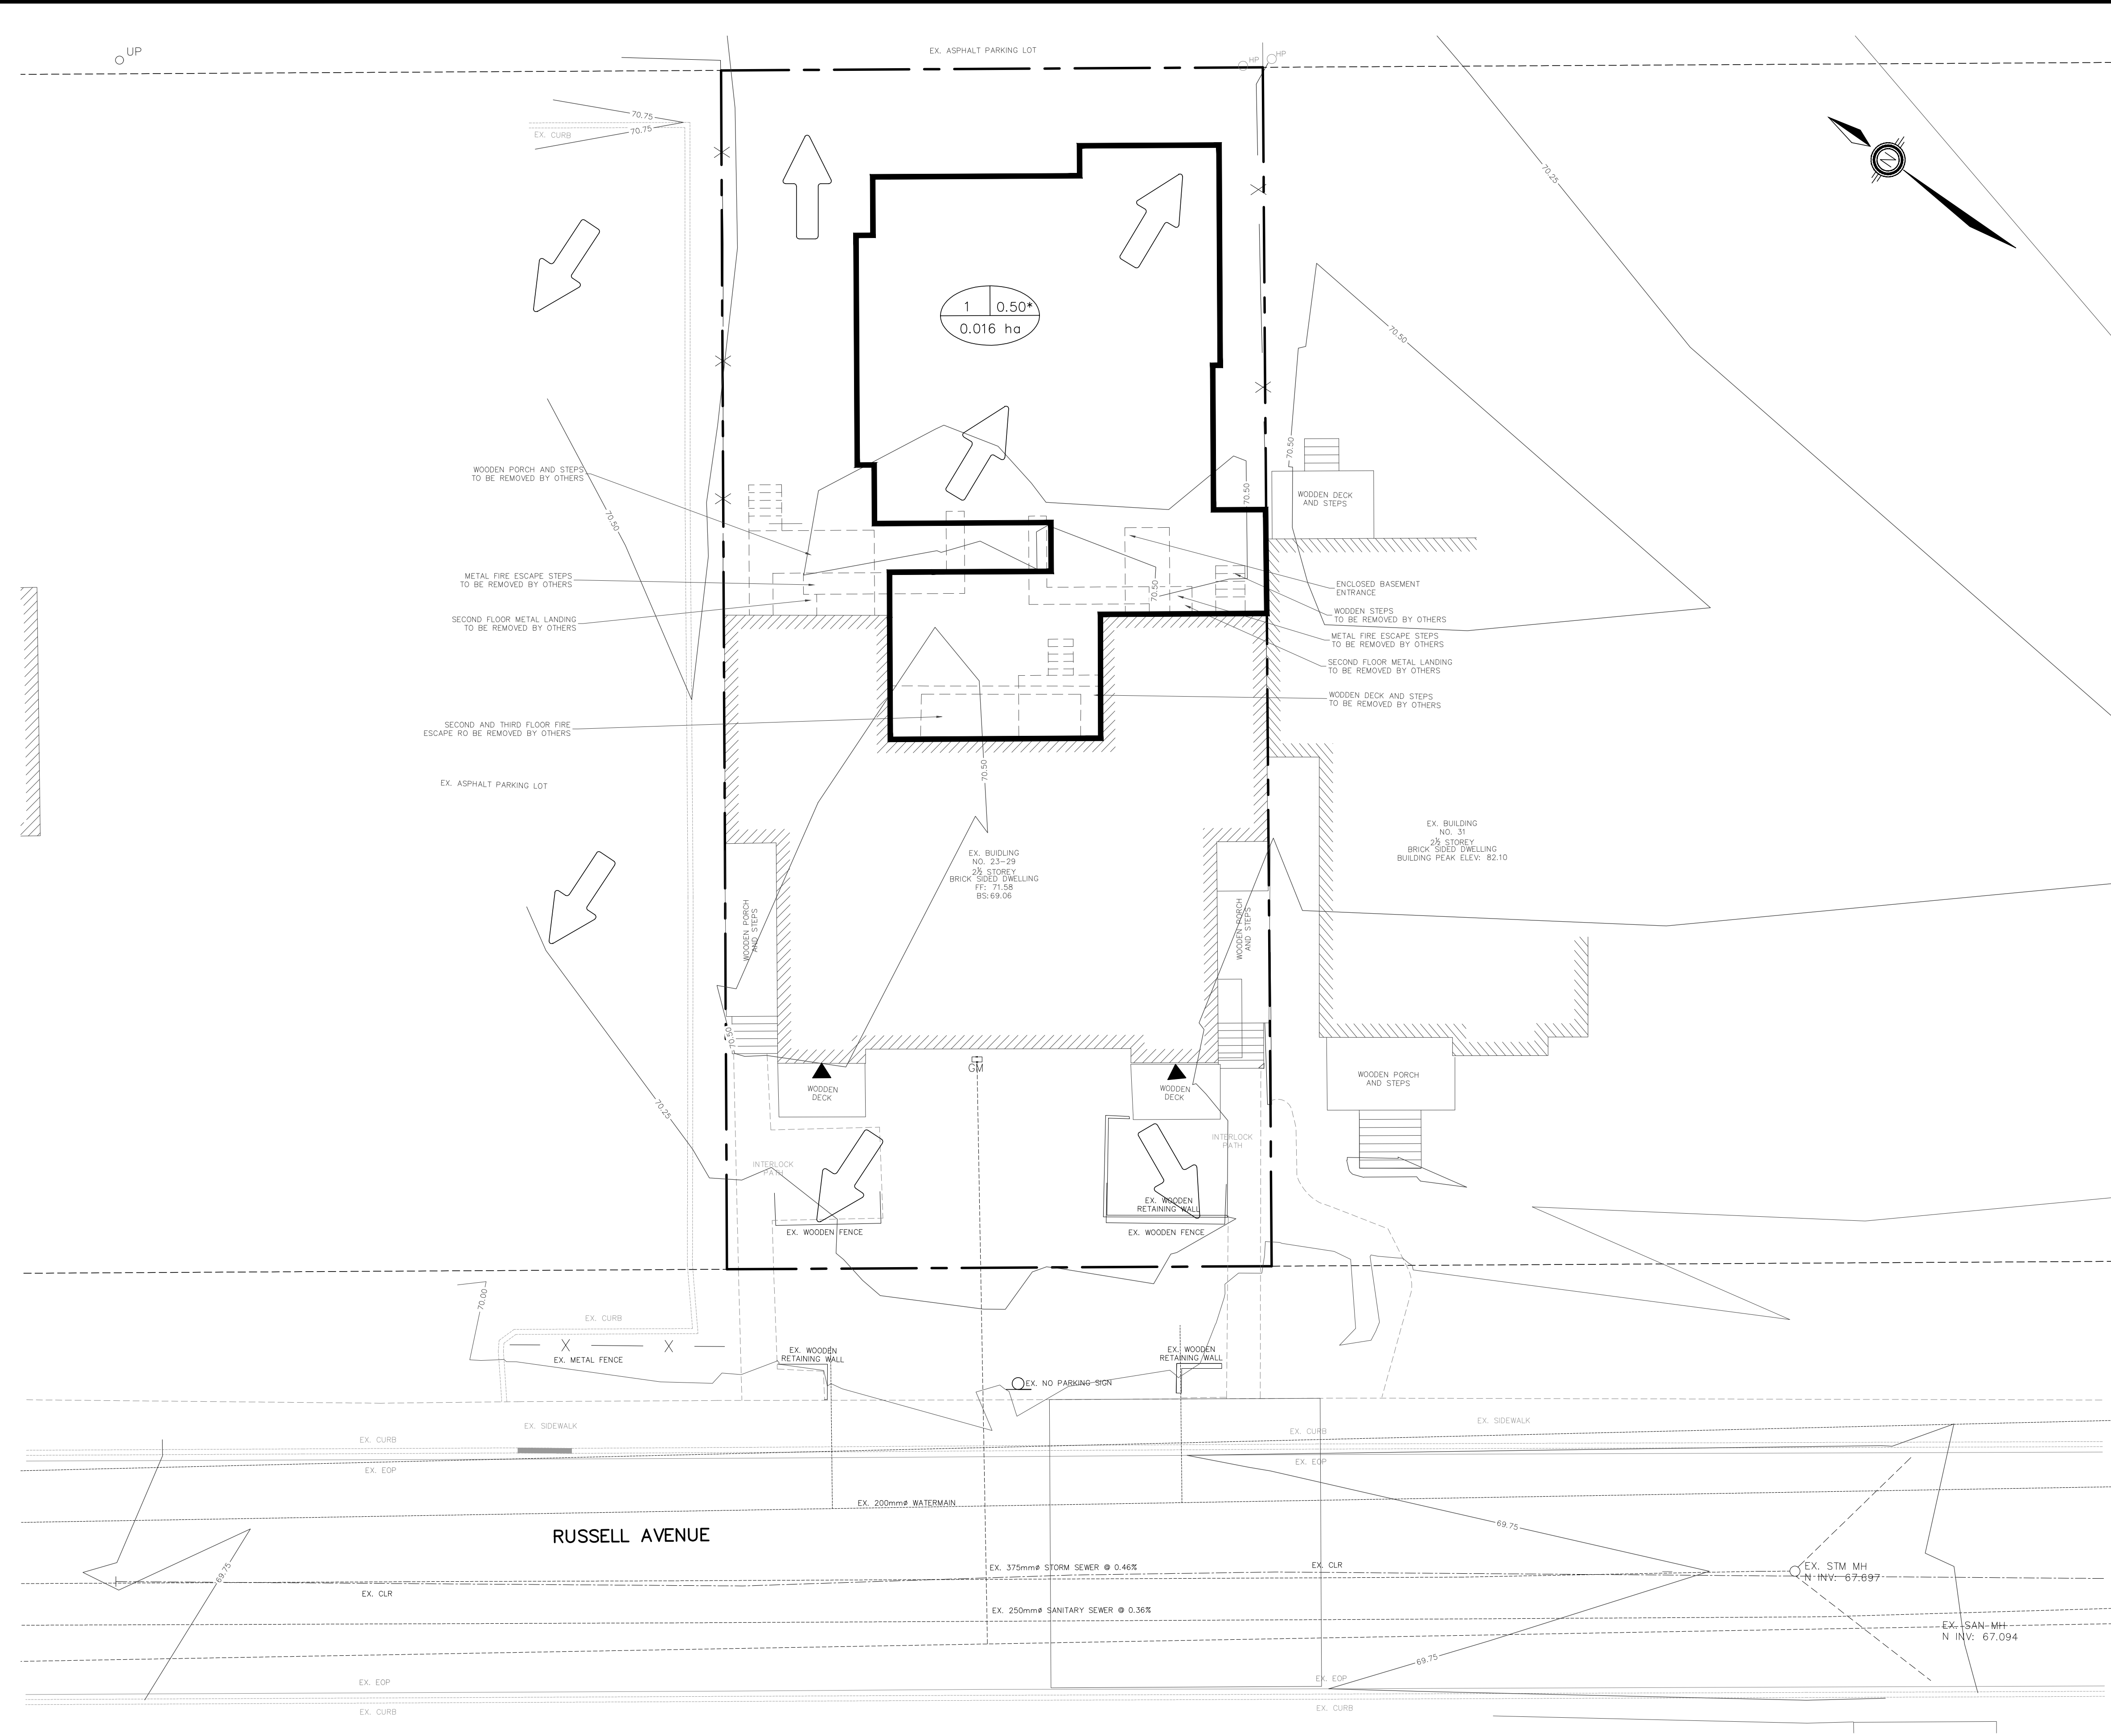 UP
EX. ASPHALT PARKING LOT
HP
HP
70.75
70.75
EX. CURB
N
70.25
1
0.50*
0.016 ha
70.50
WOODEN PORCH AND STEPS
TO BE REMOVED BY OTHERS
70.50
70.50
70.50
WOODEN DECK
AND STEPS
METAL FIRE ESCAPE STEPS
TO BE REMOVED BY OTHERS
70.50
ENCLOSED BASEMENT
ENTRANCE
SECOND FLOOR METAL LANDING
TO BE REMOVED BY OTHERS
WOODEN STEPS
TO BE REMOVED BY OTHERS
METAL FIRE ESCAPE STEPS
TO BE REMOVED BY OTHERS
SECOND FLOOR METAL LANDING
TO BE REMOVED BY OTHERS
WOODEN DECK AND STEPS
TO BE REMOVED BY OTHERS
SECOND AND THIRD FLOOR FIRE
ESCAPE RO BE REMOVED BY OTHERS
70.50
EX. ASPHALT PARKING LOT
EX. BUIDLING
NO. 23-29
2½ STOREY
BRICK SIDED DWELLING
FF: 71.58
BS: 69.06
EX. BUILDING
NO. 31
2½ STOREY
BRICK SIDED DWELLING
BUILDING PEAK ELEV: 82.10
WOODEN PORCH
AND STEPS
WOODEN PORCH
AND STEPS
70.50
GM
WODDEN
DECK
WODDEN
DECK
WOODEN PORCH
AND STEPS
70.25
INTERLOCK
PATH
INTERLOCK
PATH
EX. WOODEN
RETAINING WALL
EX. WOODEN FENCE
EX. WOODEN FENCE
70.00
EX. CURB
EX. METAL FENCE
EX. WOODEN
RETAINING WALL
EX. WOODEN
RETAINING WALL
EX. NO PARKING SIGN
EX. SIDEWALK
EX. SIDEWALK
EX. CURB
EX. CURB
EX. EOP
EX. EOP
EX. 200mmø WATERMAIN
RUSSELL AVENUE
69.75
69.75
EX. 375mmø STORM SEWER @ 0.46%
EX. CLR
EX. CLR
EX. STM MH
N INV: 67.697
EX. 250mmø SANITARY SEWER @ 0.36%
EX. SAN MH
N INV: 67.094
69.75
EX. EOP
EX. EOP
EX. CURB
EX. CURB